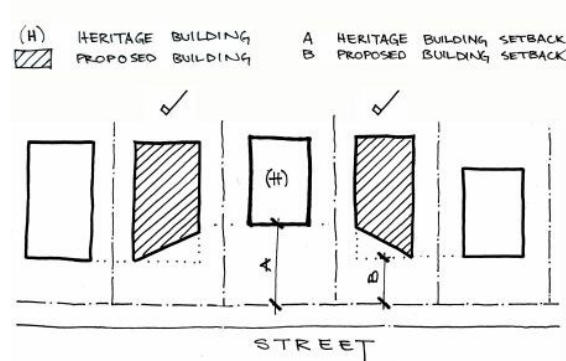 (H) HERITAGE BUILDING
PROPOSED BUILDING
A HERITAGE BUILDING SETBACK
B PROPOSED BUILDING SETBACK
(H)
A
B
STREET